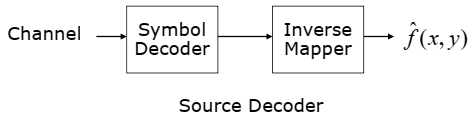 Channel
Symbol
Decoder
Inverse
Mapper
f̂(x, y)
Source Decoder